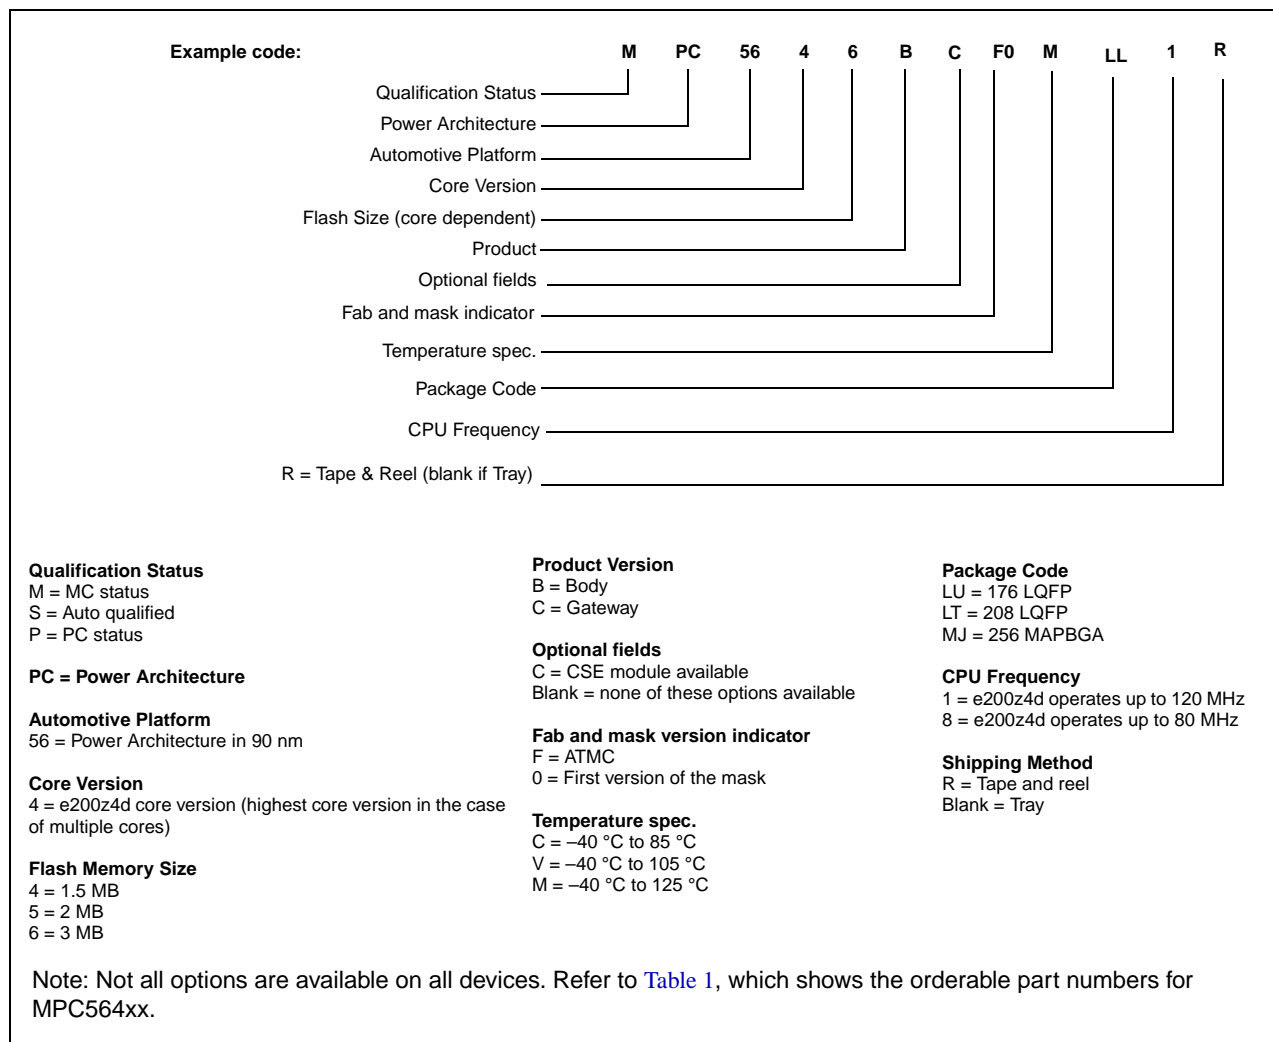 Example code: M PC 56 4 6 B C F0 M LL 1 R
Qualification Status
Power Architecture
Automotive Platform
Core Version
Flash Size (core dependent)
Product
Optional fields
Fab and mask indicator
Temperature spec.
Package Code
CPU Frequency
R = Tape & Reel (blank if Tray)
Qualification Status
M = MC status
S = Auto qualified
P = PC status
PC = Power Architecture
Automotive Platform
56 = Power Architecture in 90 nm
Core Version
4 = e200z4d core version (highest core version in the case
of multiple cores)
Flash Memory Size
4 = 1.5 MB
5 = 2 MB
6 = 3 MB
Product Version
B = Body
C = Gateway
Optional fields
C = CSE module available
Blank = none of these options available
Fab and mask version indicator
F = ATMC
0 = First version of the mask
Temperature spec.
C = –40 °C to 85 °C
V = –40 °C to 105 °C
M = –40 °C to 125 °C
Package Code
LU = 176 LQFP
LT = 208 LQFP
MJ = 256 MAPBGA
CPU Frequency
1 = e200z4d operates up to 120 MHz
8 = e200z4d operates up to 80 MHz
Shipping Method
R = Tape and reel
Blank = Tray
Note: Not all options are available on all devices. Refer to Table 1, which shows the orderable part numbers for
MPC564xx.